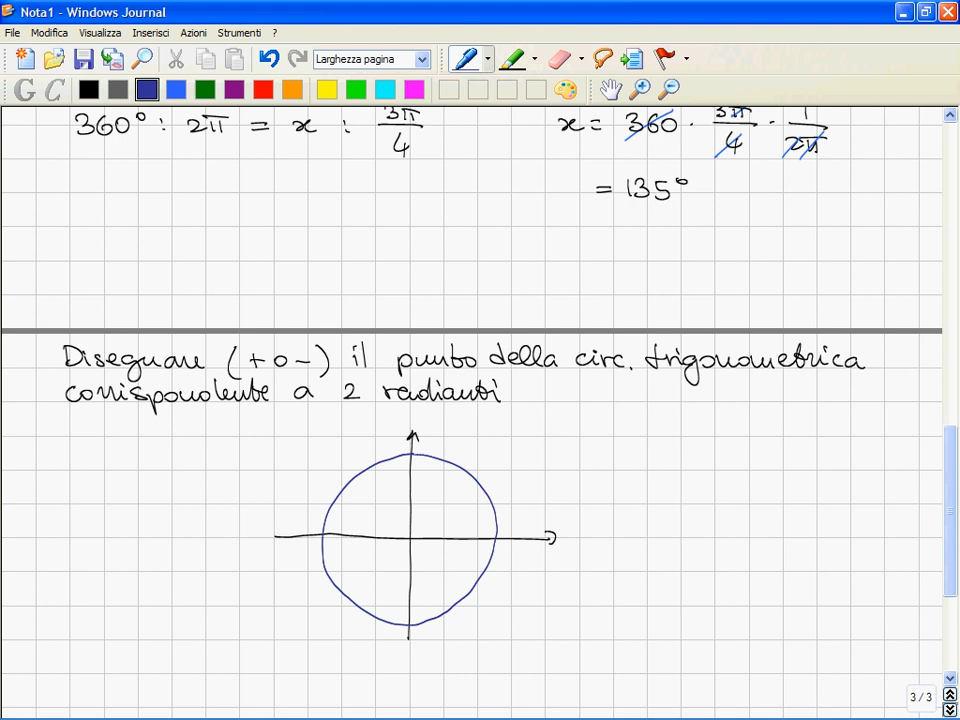 Nota1 - Windows Journal
File Modifica Visualizza Inserisci Azioni Strumenti ?
Larghezza pagina
G C
360° : 2π = x : 3π/4
x = 360 · 3π/4 · 1/2π
= 135°
Disegnare (+ o -) il punto della circ. trigonometrica
corrispondente a 2 radianti
3 / 3